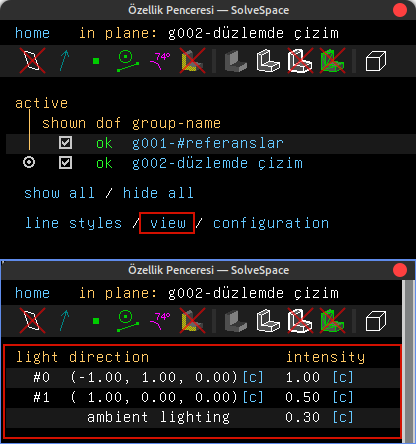 Özellik Penceresi — SolveSpace
home in plane: g002-düzlemde çizim
74º
active
shown dof group-name
ok g001-#referanslar
ok g002-düzlemde çizim
show all / hide all
line styles / view / configuration
Özellik Penceresi — SolveSpace
home in plane: g002-düzlemde çizim
74º
light direction intensity
#0 (-1.00, 1.00, 0.00)[c] 1.00 [c]
#1 ( 1.00, 0.00, 0.00)[c] 0.50 [c]
ambient lighting 0.30 [c]